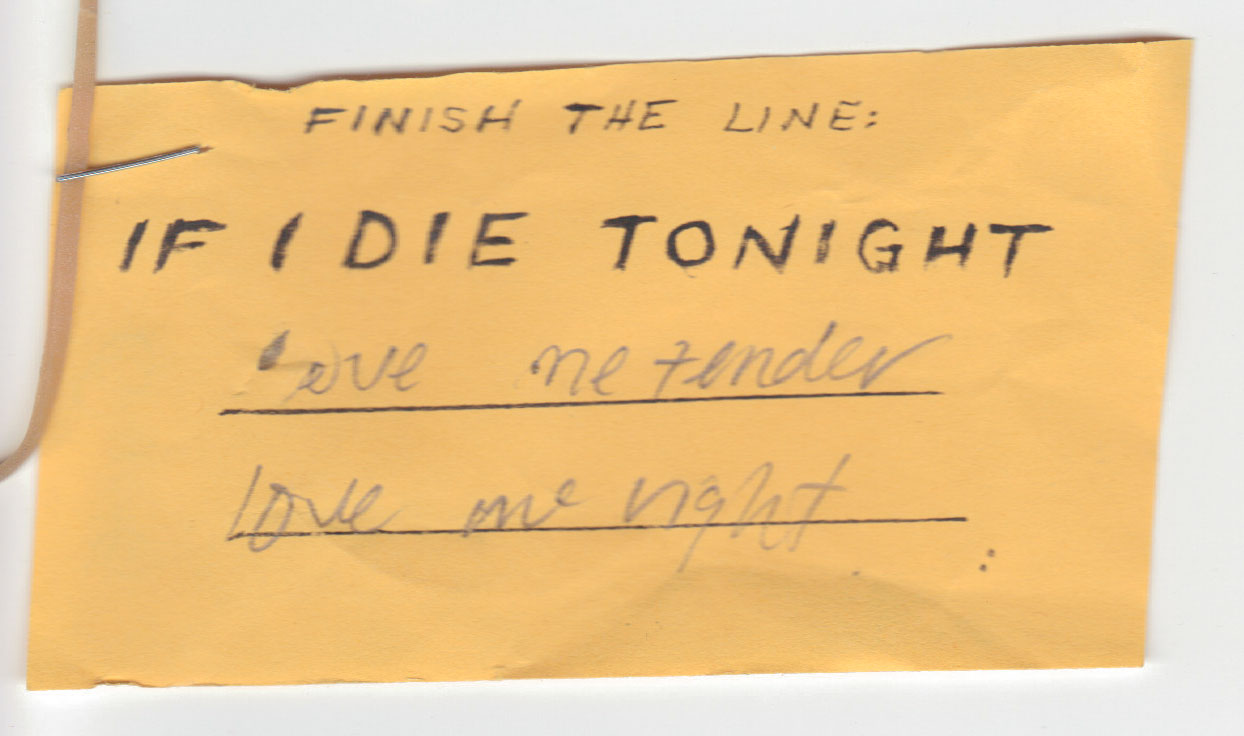 FINISH THE LINE:
IF I DIE TONIGHT
Love me tender
love me right